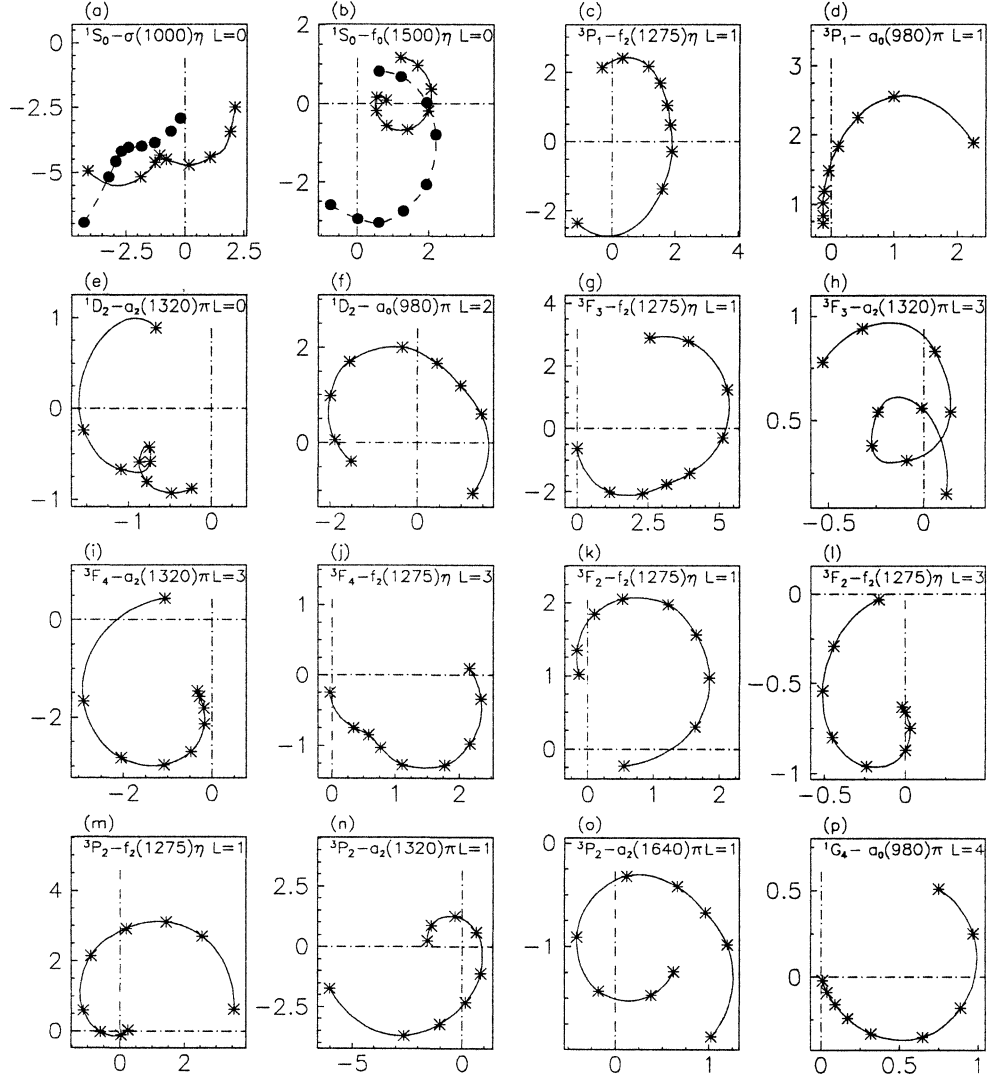 (a)
¹S₀−σ(1000)η L=0
0
−2.5
−5
−2.5
0
2.5
(b)
¹S₀−f₀(1500)η L=0
2
0
−2
0
2
(c)
³P₁−f₂(1275)η L=1
2
0
−2
0
2
4
(d)
³P₁−a₀(980)π L=1
3
2
1
0
1
2
(e)
¹D₂−a₂(1320)π L=0
1
0
−1
−1
0
(f)
¹D₂−a₀(980)π L=2
2
0
−2
−1
0
1
(g)
³F₃−f₂(1275)η L=1
4
2
0
−2
0
2.5
5
(h)
³F₃−a₂(1320)π L=3
1
0.5
−0.5
0
(i)
³F₄−a₂(1320)π L=3
0
−2
−2
0
(j)
³F₄−f₂(1275)η L=3
1
0
−1
0
1
2
(k)
³F₂−f₂(1275)η L=1
2
1
0
0
1
2
(l)
³F₂−f₂(1275)η L=3
0
−0.5
−1
−0.5
0
(m)
³P₂−f₂(1275)η L=1
4
2
0
0
2
(n)
³P₂−a₂(1320)π L=1
2.5
0
−2.5
−5
0
(o)
³P₂−a₂(1640)π L=1
0
−1
0
1
(p)
¹G₄−a₀(980)π L=4
0.5
0
0
0.5
1